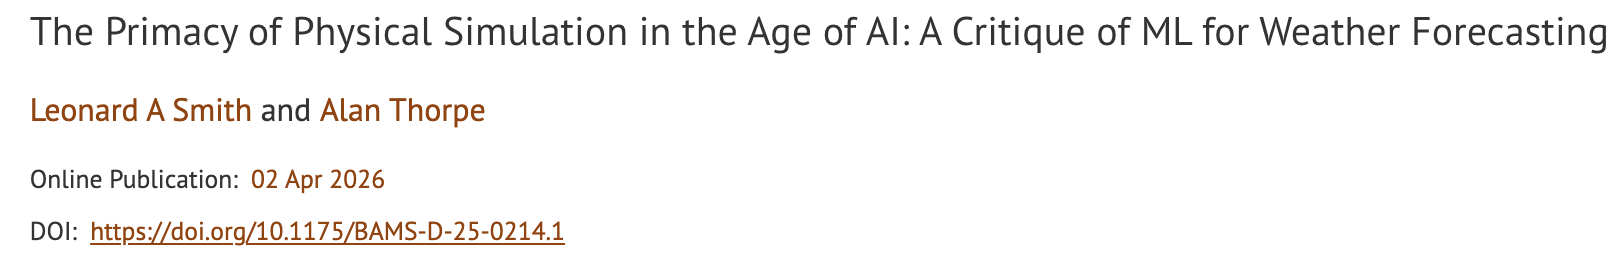 The Primacy of Physical Simulation in the Age of AI: A Critique of ML for Weather Forecasting
Leonard A Smith and Alan Thorpe
Online Publication: 02 Apr 2026
DOI: https://doi.org/10.1175/BAMS-D-25-0214.1